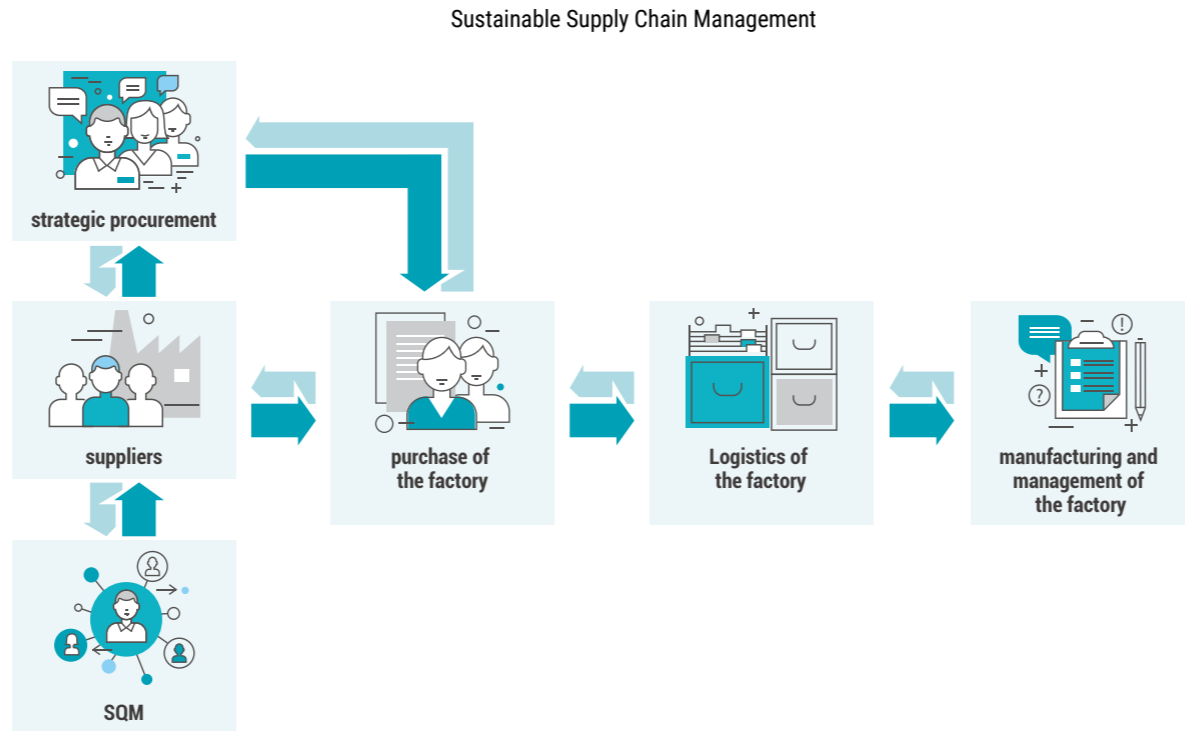 Sustainable Supply Chain Management
strategic procurement
suppliers
purchase of
the factory
Logistics of
the factory
manufacturing and
management of
the factory
SQM